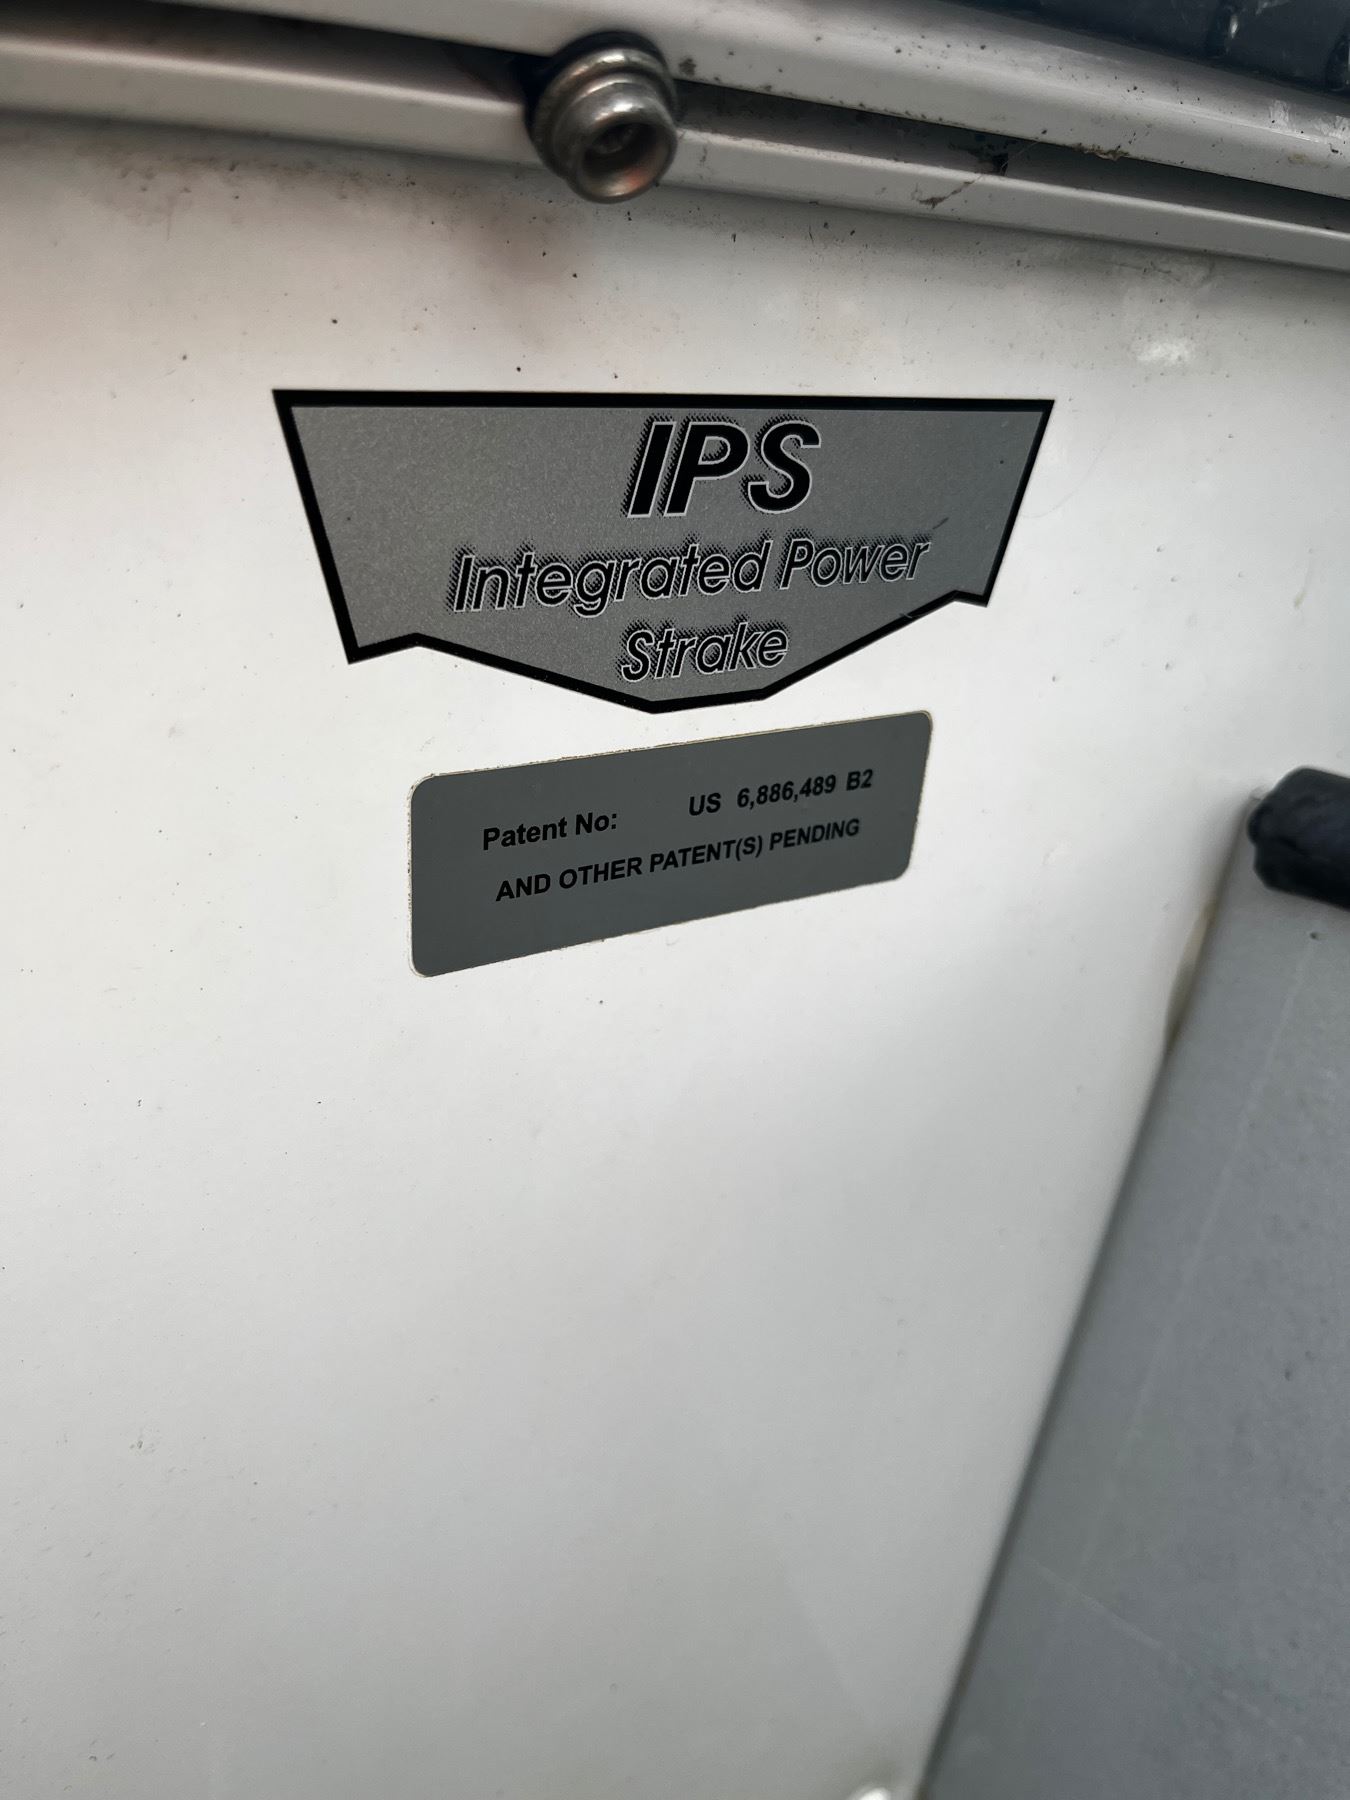 IPS
Integrated Power
Strake
Patent No: US 6,886,489 B2
AND OTHER PATENT(S) PENDING